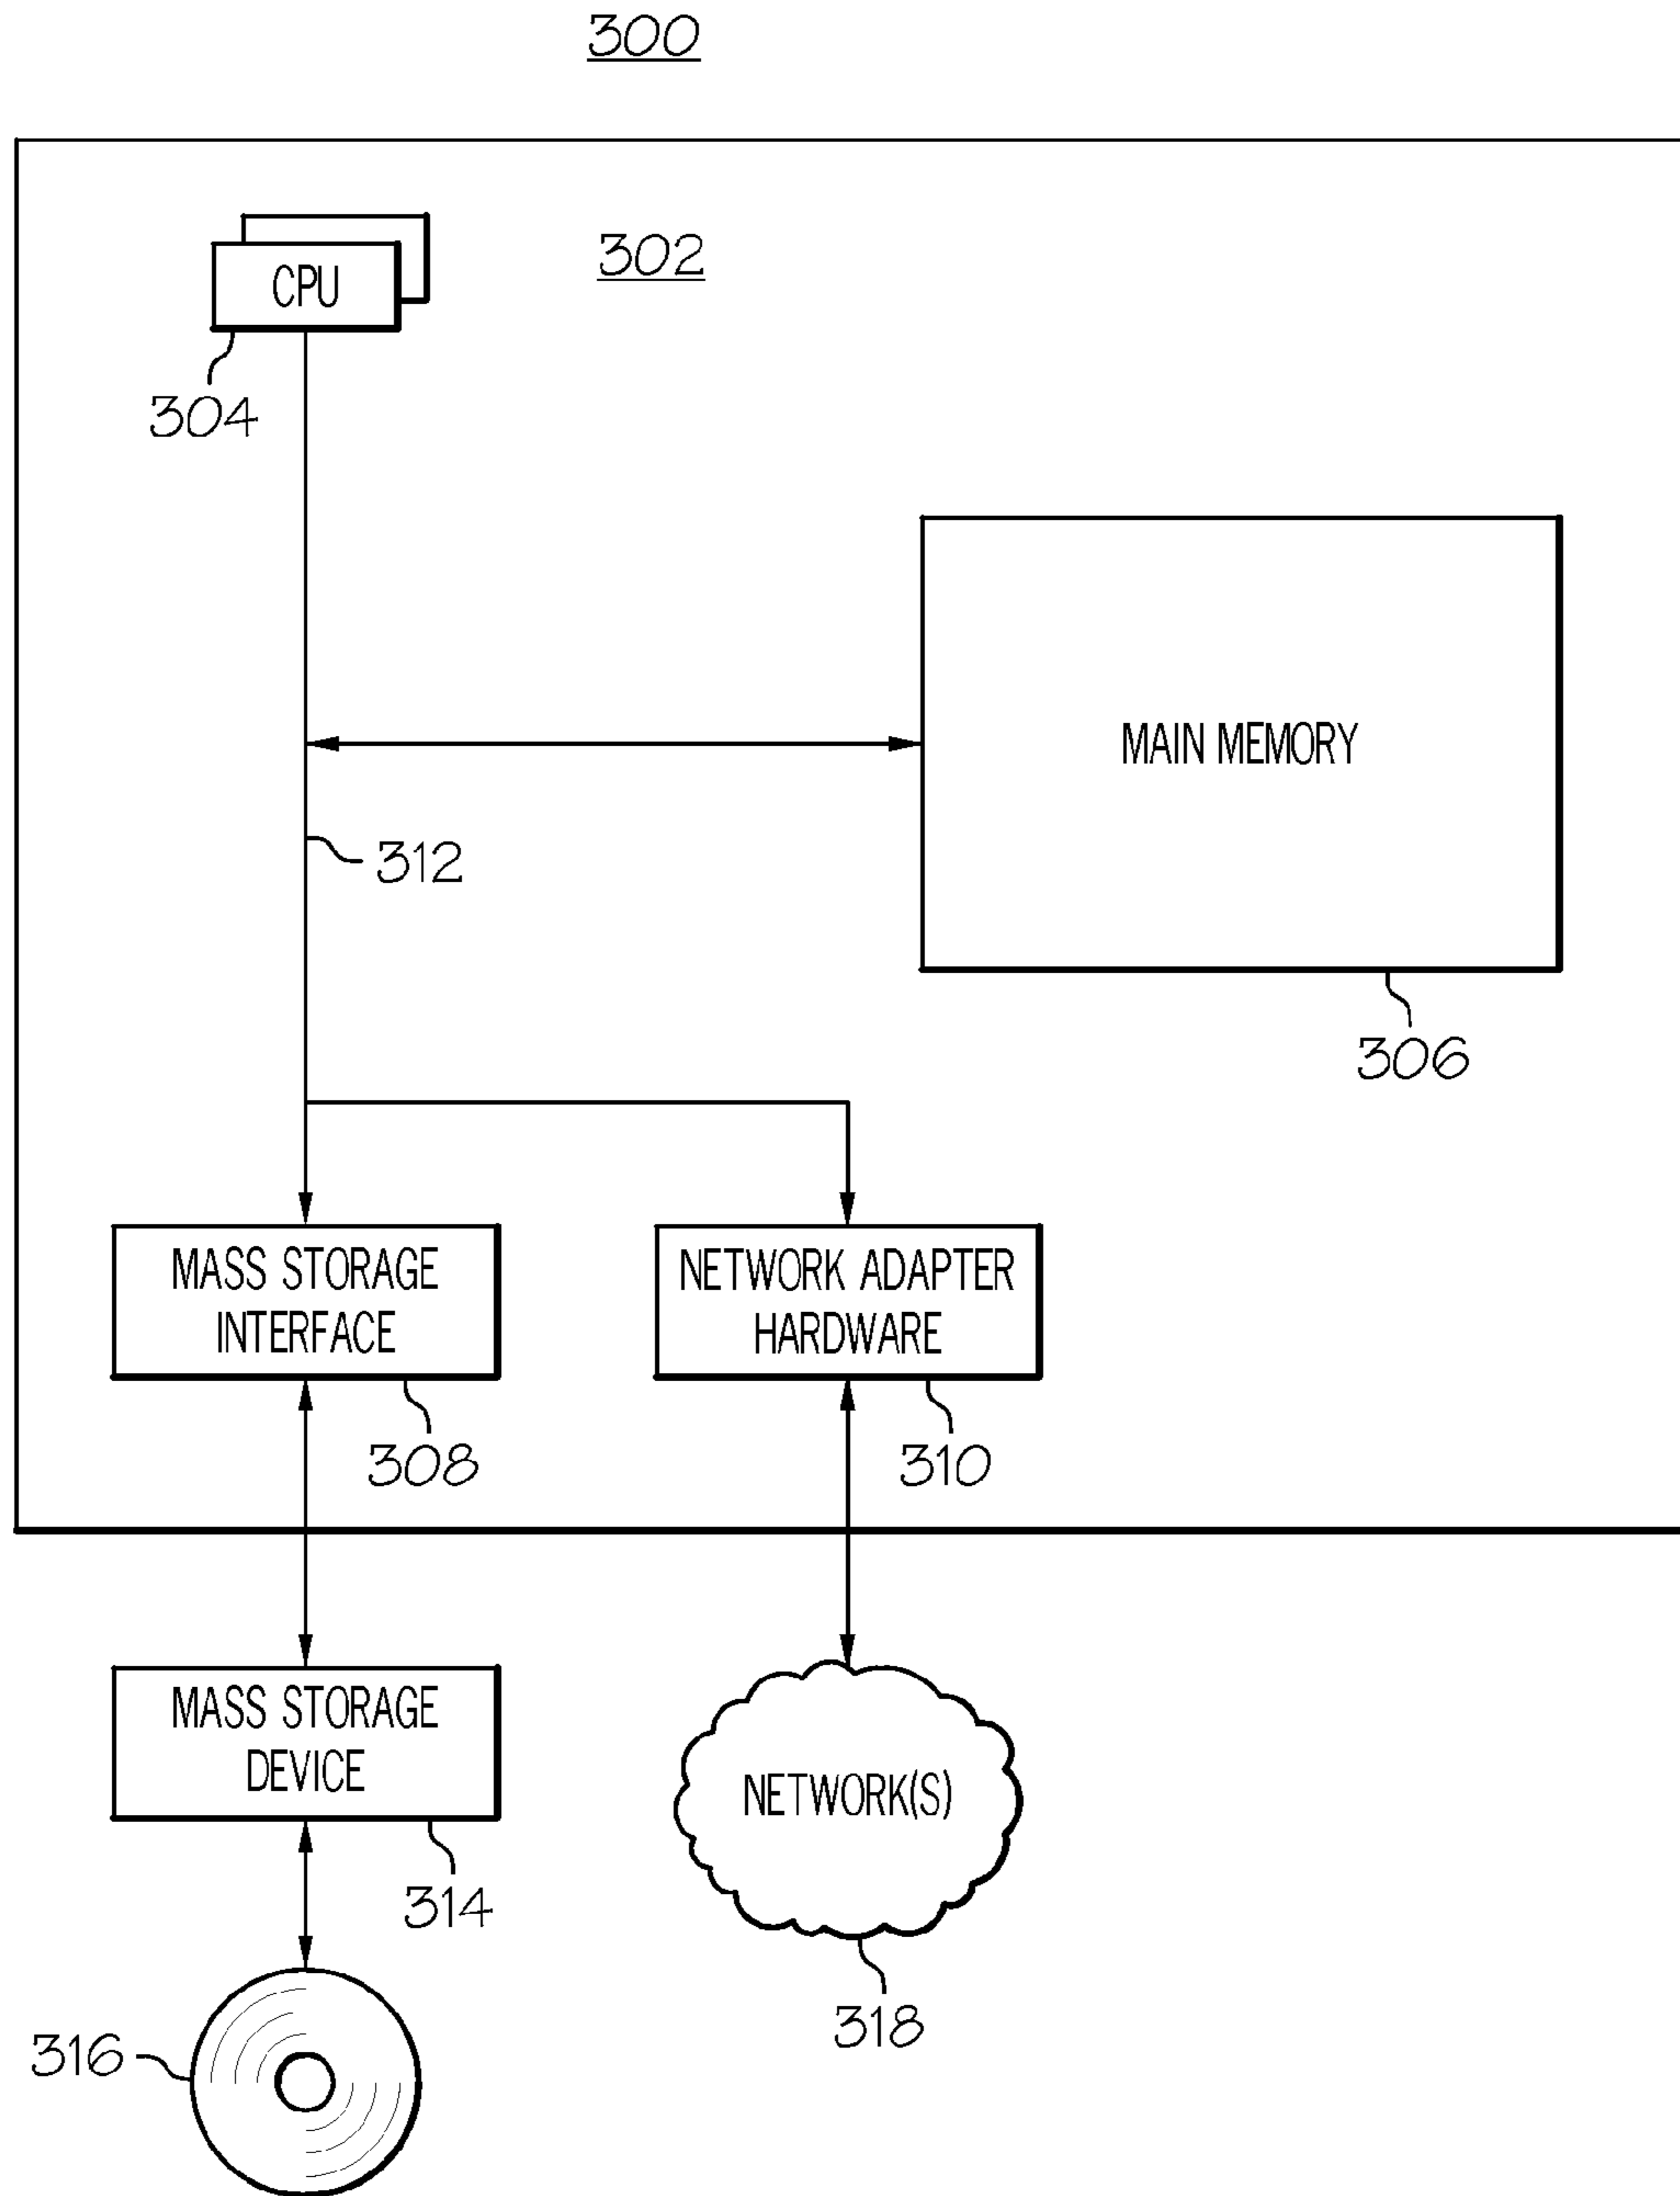 300
302
CPU
304
MAIN MEMORY
312
306
MASS STORAGE
INTERFACE
308
NETWORK ADAPTER
HARDWARE
310
MASS STORAGE
DEVICE
314
NETWORK(S)
318
316